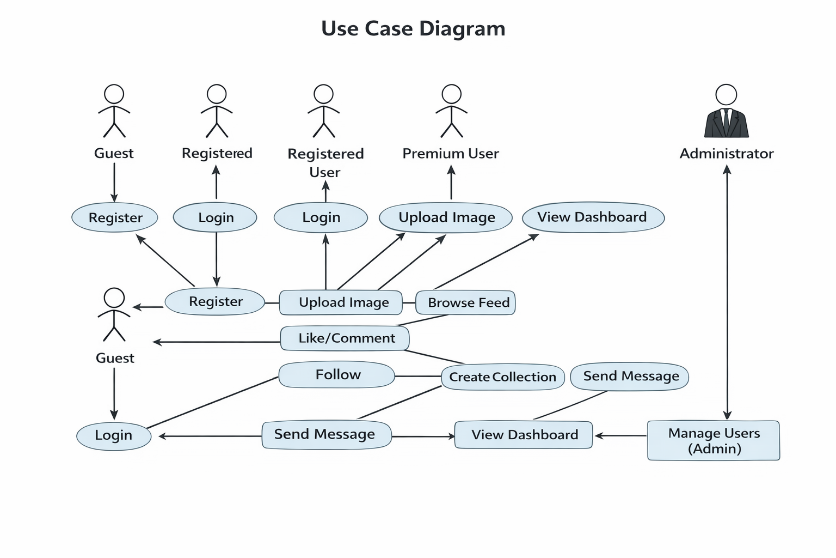 Use Case Diagram
Guest
Registered
Registered
User
Premium User
Administrator
Register
Login
Login
Upload Image
View Dashboard
Register
Upload Image
Browse Feed
Guest
Like/Comment
Follow
Create Collection
Send Message
Login
Send Message
View Dashboard
Manage Users
(Admin)